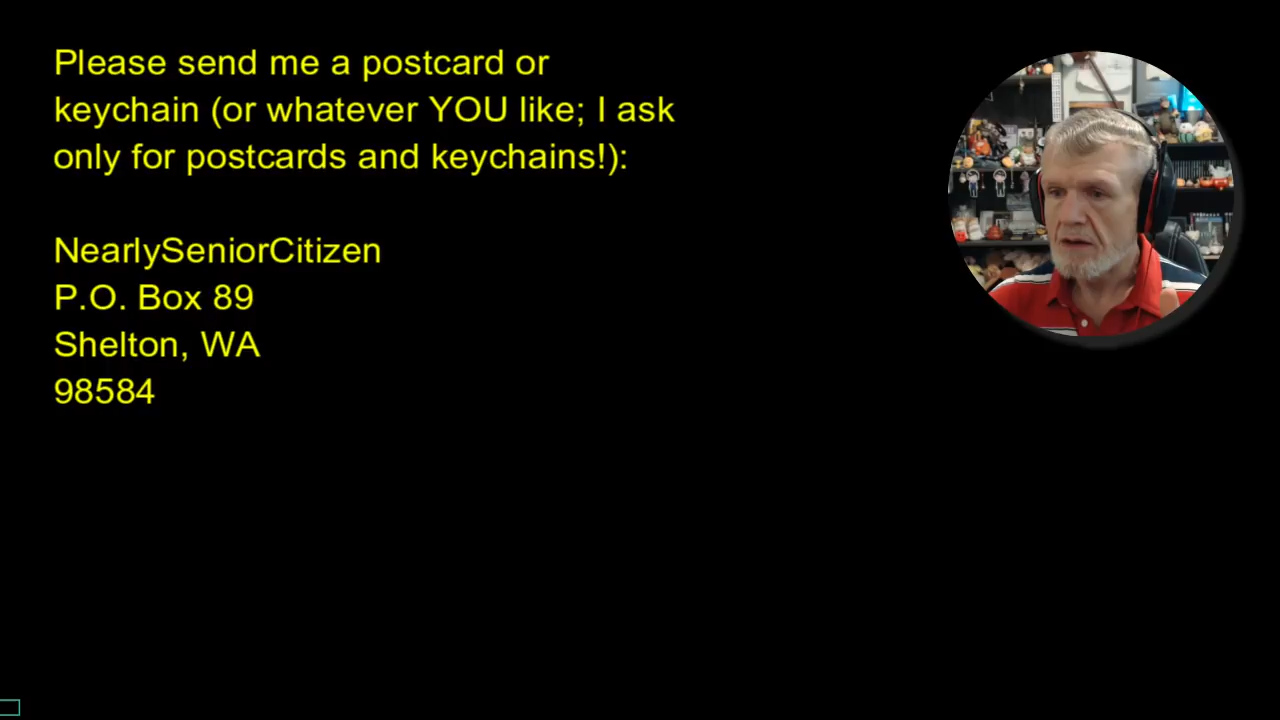 Please send me a postcard or
keychain (or whatever YOU like; I ask
only for postcards and keychains!):
NearlySeniorCitizen
P.O. Box 89
Shelton, WA
98584